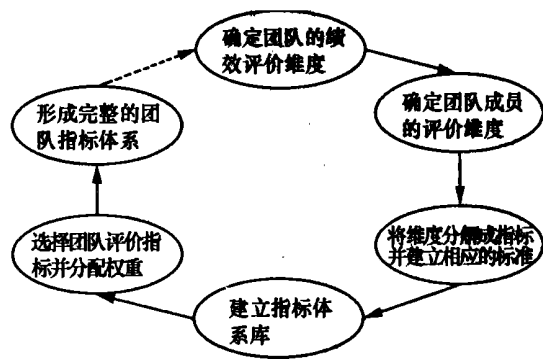 确定团队的绩
效评价维度
确定团队成员
的评价维度
将维度分解成指标
并建立相应的标准
建立指标体
系库
选择团队评价指
标并分配权重
形成完整的团
队指标体系